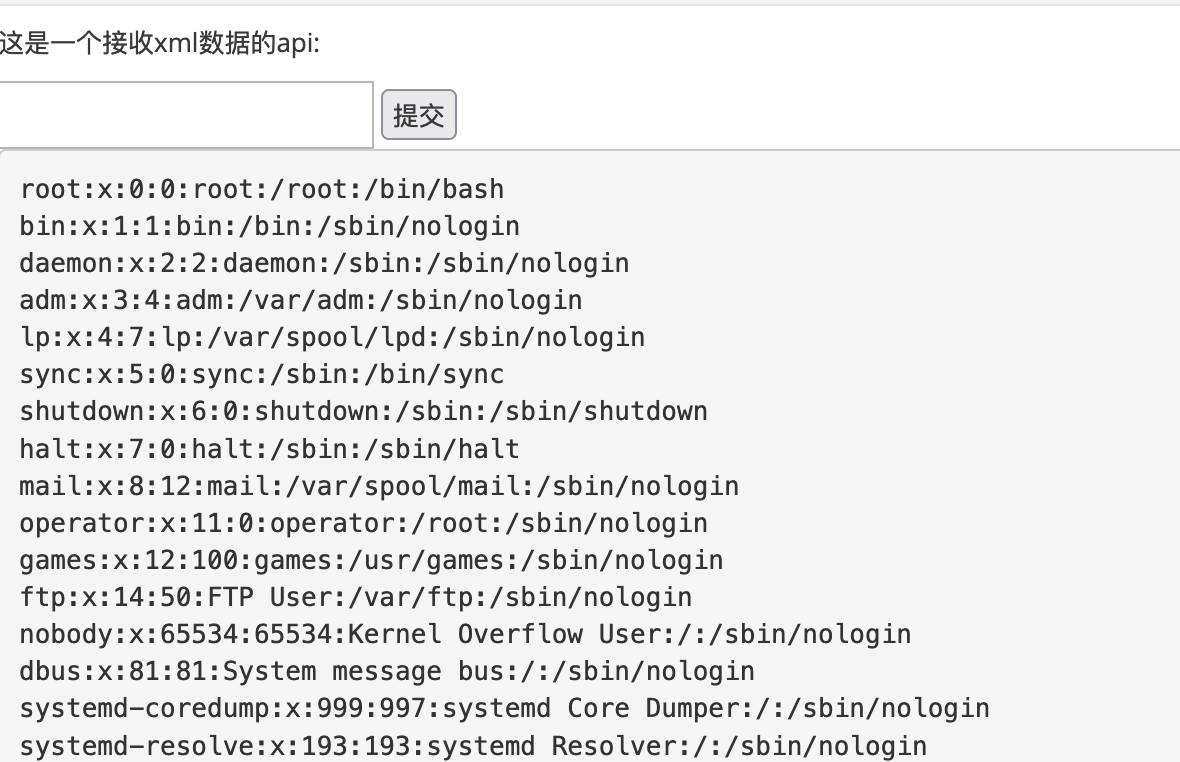 这是一个接收xml数据的api:
提交
root:x:0:0:root:/root:/bin/bash
bin:x:1:1:bin:/bin:/sbin/nologin
daemon:x:2:2:daemon:/sbin:/sbin/nologin
adm:x:3:4:adm:/var/adm:/sbin/nologin
lp:x:4:7:lp:/var/spool/lpd:/sbin/nologin
sync:x:5:0:sync:/sbin:/bin/sync
shutdown:x:6:0:shutdown:/sbin:/sbin/shutdown
halt:x:7:0:halt:/sbin:/sbin/halt
mail:x:8:12:mail:/var/spool/mail:/sbin/nologin
operator:x:11:0:operator:/root:/sbin/nologin
games:x:12:100:games:/usr/games:/sbin/nologin
ftp:x:14:50:FTP User:/var/ftp:/sbin/nologin
nobody:x:65534:65534:Kernel Overflow User:/:/sbin/nologin
dbus:x:81:81:System message bus:/:/sbin/nologin
systemd-coredump:x:999:997:systemd Core Dumper:/:/sbin/nologin
systemd-resolve:x:193:193:systemd Resolver:/:/sbin/nologin